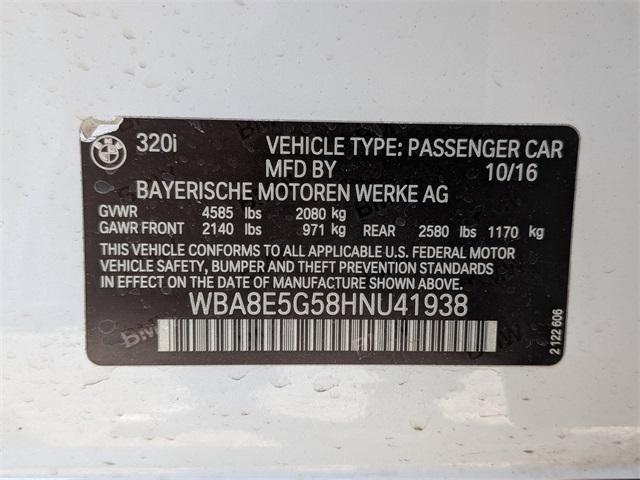 BMW 320i VEHICLE TYPE: PASSENGER CAR
MFD BY 10/16
BAYERISCHE MOTOREN WERKE AG
GVWR 4585 lbs 2080 kg
GAWR FRONT 2140 lbs 971 kg REAR 2580 lbs 1170 kg
THIS VEHICLE CONFORMS TO ALL APPLICABLE U.S. FEDERAL MOTOR
VEHICLE SAFETY, BUMPER AND THEFT PREVENTION STANDARDS
IN EFFECT ON THE DATE OF MANUFACTURE SHOWN ABOVE.
WBA8E5G58HNU41938
2 122 606